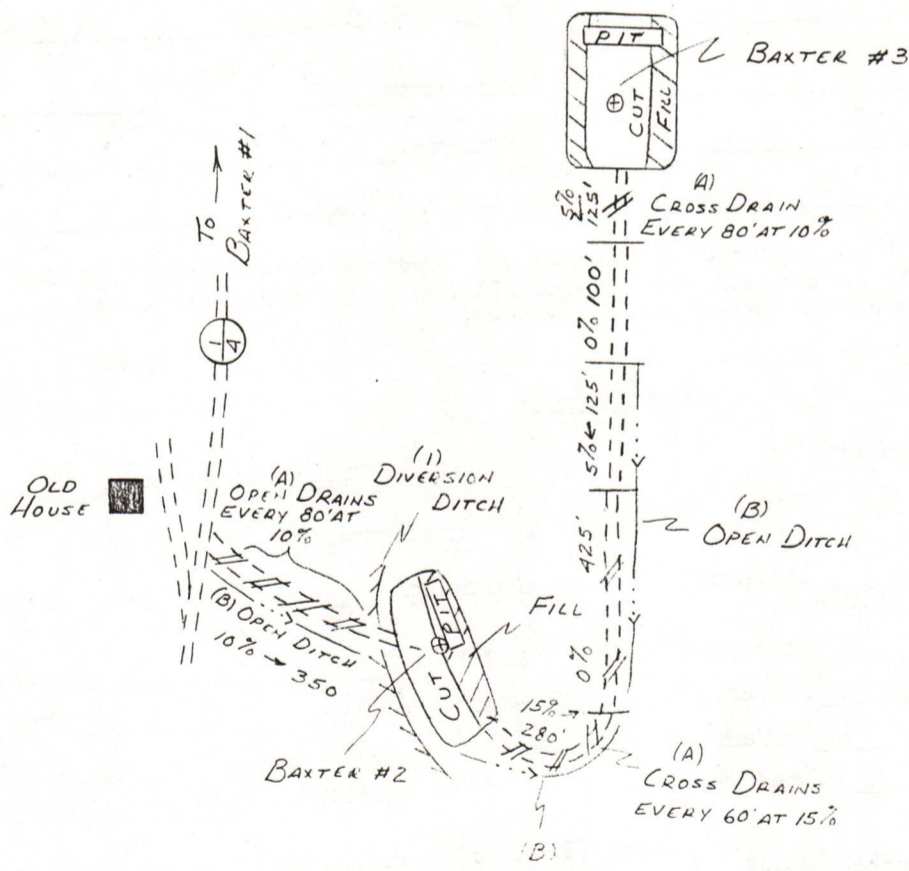 PIT
BAXTER #3
CUT
FILL
(A)
CROSS DRAIN
EVERY 80' AT 10%
5%
125'
0% 100'
5% ← 125'
425'
0%
TO →
BAXTER #1
1
4
OLD
HOUSE
(A)
OPEN DRAINS
EVERY 80' AT
10%
(1)
DIVERSION
DITCH
(B)
OPEN DITCH
(B) OPEN DITCH
10% → 350
PIT
FILL
CUT
15% →
280'
BAXTER #2
(A)
CROSS DRAINS
EVERY 60' AT 15%
(B)